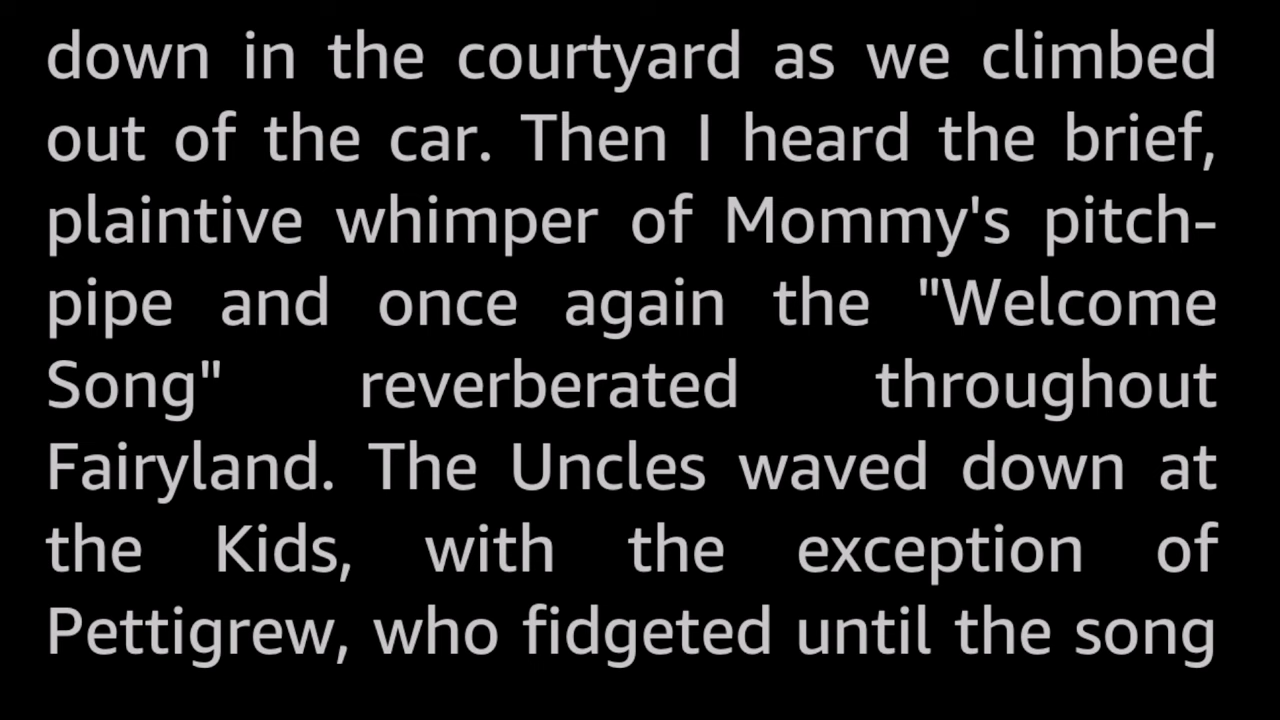 down in the courtyard as we climbed
out of the car. Then I heard the brief,
plaintive whimper of Mommy's pitch-
pipe and once again the "Welcome
Song" reverberated throughout
Fairyland. The Uncles waved down at
the Kids, with the exception of
Pettigrew, who fidgeted until the song